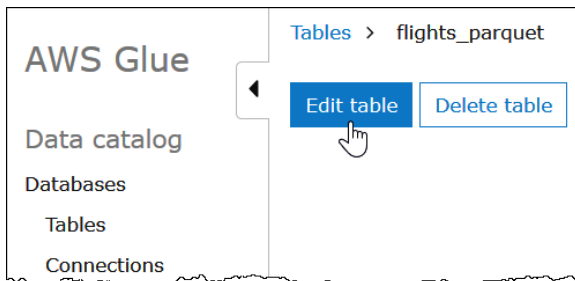 Tables > flights_parquet
AWS Glue
Edit table
Delete table
Data catalog
Databases
Tables
Connections